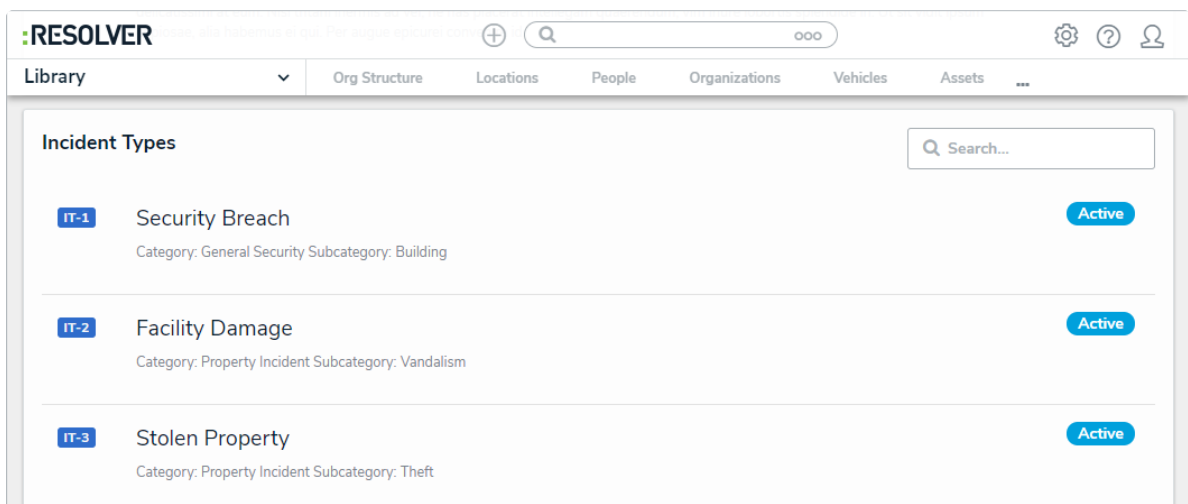 :RESOLVER
ooo
Library
Org Structure
Locations
People
Organizations
Vehicles
Assets
...
Incident Types
Search...
IT-1
Security Breach
Active
Category: General Security Subcategory: Building
IT-2
Facility Damage
Active
Category: Property Incident Subcategory: Vandalism
IT-3
Stolen Property
Active
Category: Property Incident Subcategory: Theft